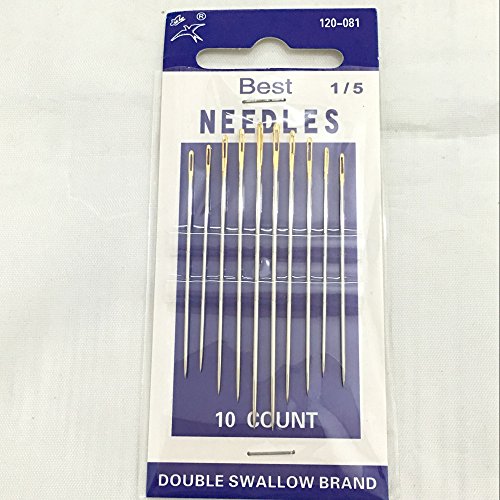 ® 120-081
Best 1/5
NEEDLES
10 COUNT
DOUBLE SWALLOW BRAND